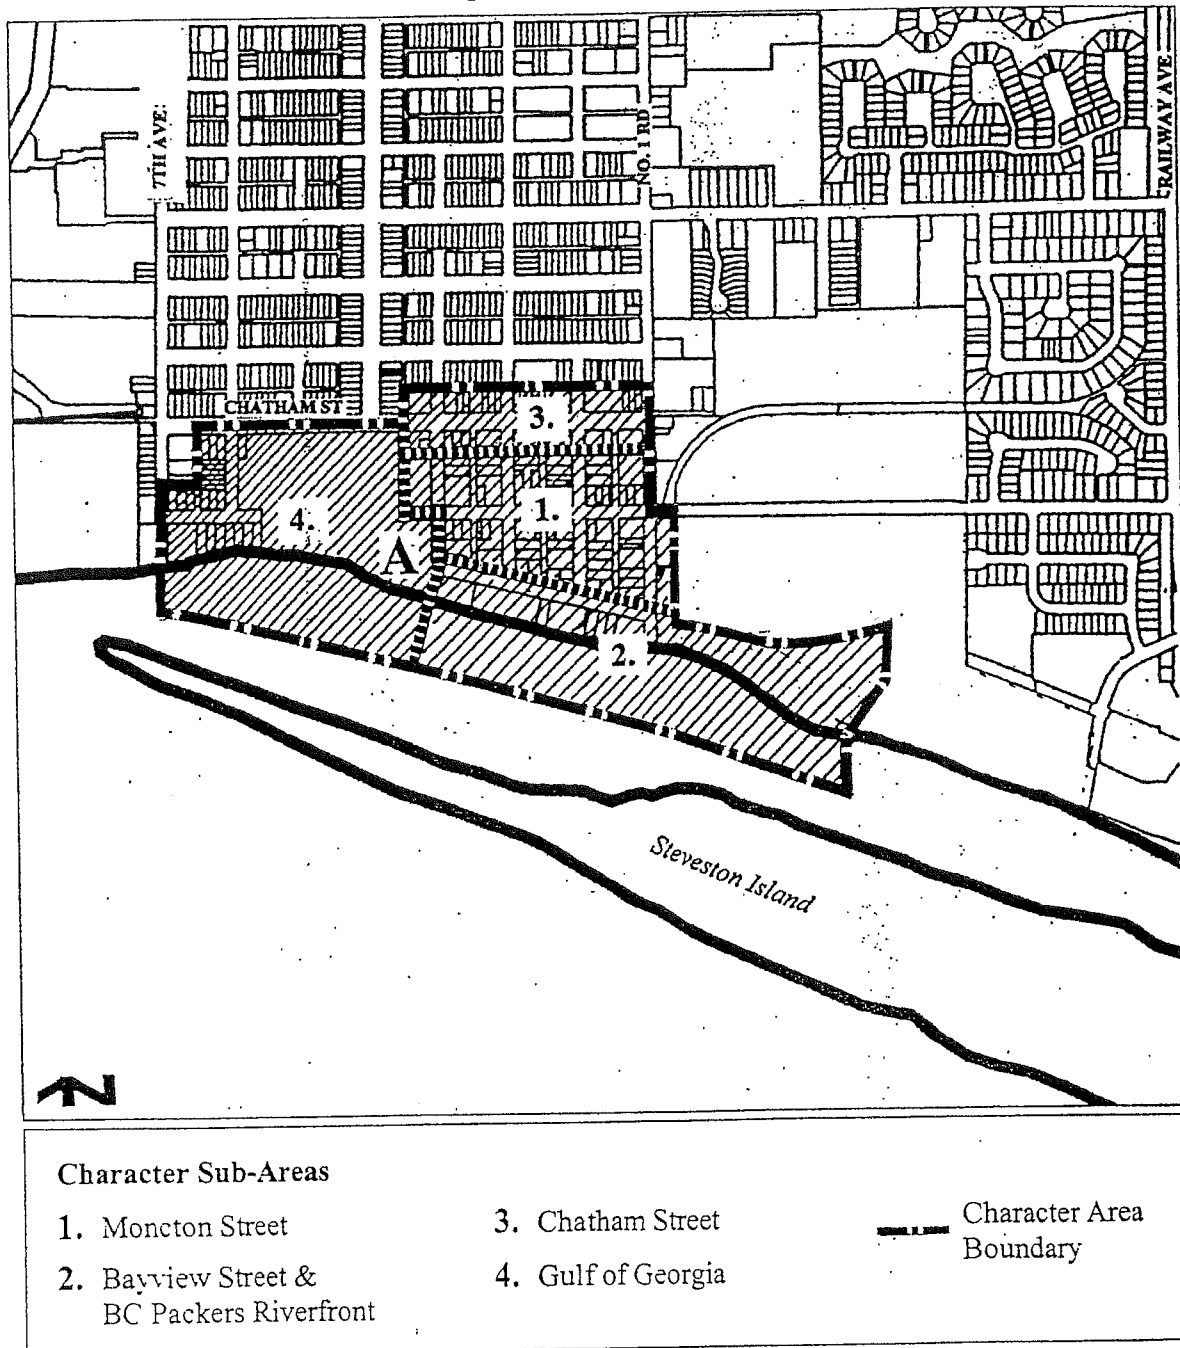 7TH AVE.
NO. 1 RD
RAILWAY AVE
CHATHAM ST
3.
1.
4.
A
2.
Steveston Island
N
Character Sub-Areas
1. Moncton Street
2. Bayview Street &
BC Packers Riverfront
3. Chatham Street
4. Gulf of Georgia
Character Area
Boundary